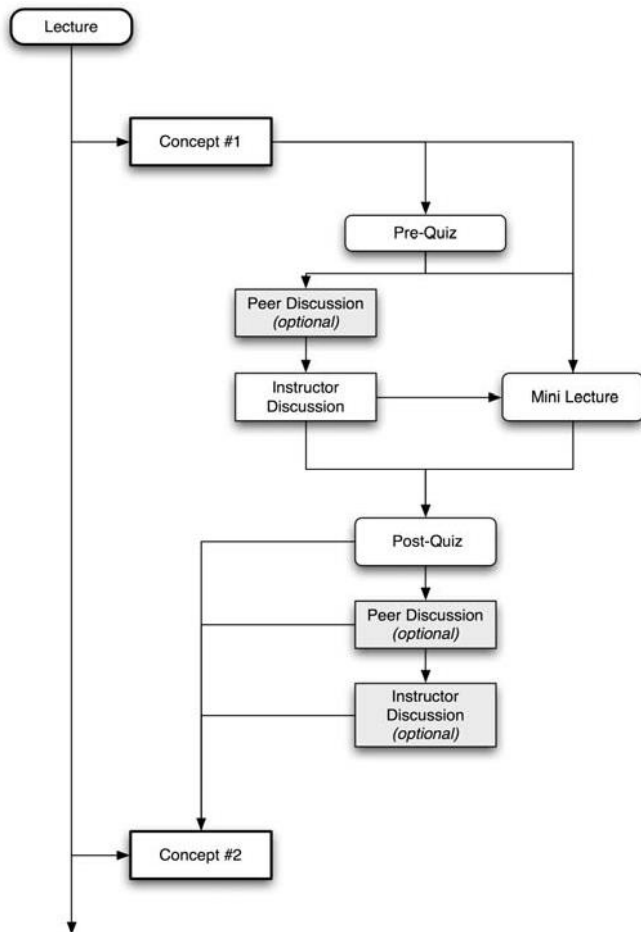 Lecture
Concept #1
Pre-Quiz
Peer Discussion
(optional)
Instructor
Discussion
Mini Lecture
Post-Quiz
Peer Discussion
(optional)
Instructor
Discussion
(optional)
Concept #2